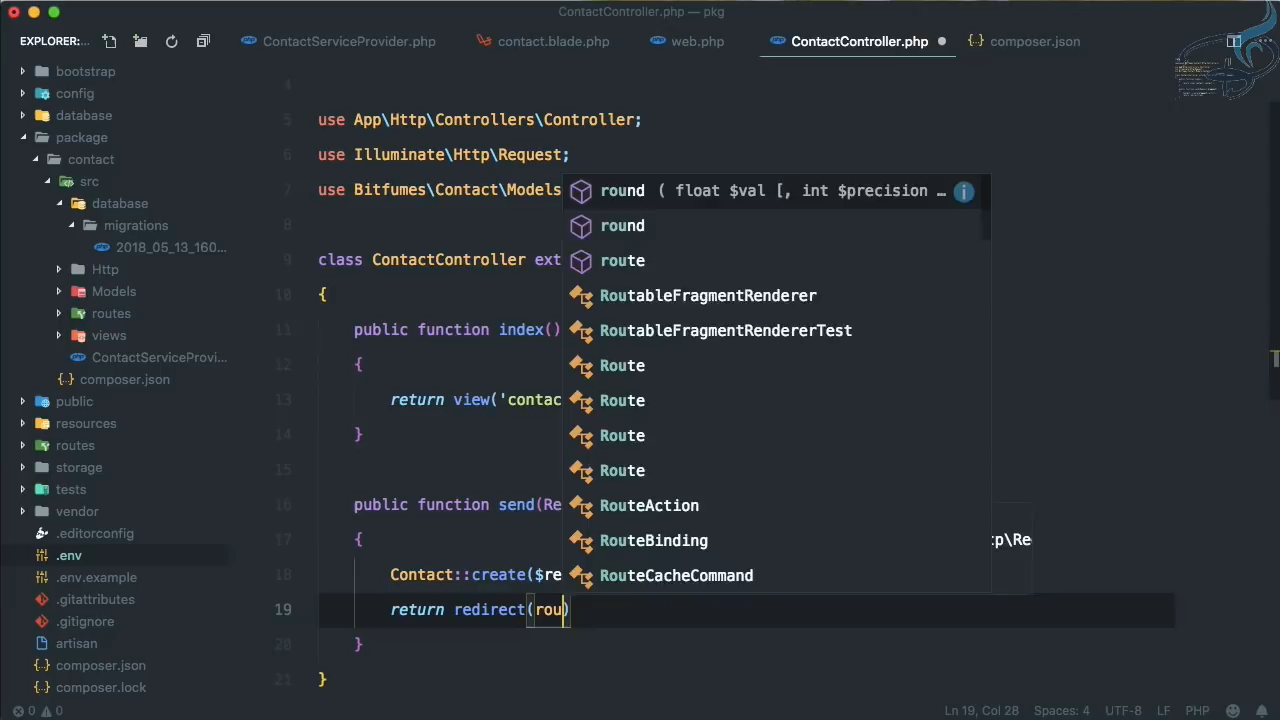 ContactController.php — pkg
EXPLORER:...
ContactServiceProvider.php
contact.blade.php
web.php
ContactController.php
composer.json
bootstrap
config
database
package
contact
src
database
migrations
2018_05_13_160...
Http
Models
routes
views
ContactServiceProvi...
composer.json
public
resources
routes
storage
tests
vendor
.editorconfig
.env
.env.example
.gitattributes
.gitignore
artisan
composer.json
composer.lock
4
5 use App\Http\Controllers\Controller;
6 use Illuminate\Http\Request;
7 use Bitfumes\Contact\Models
8
9 class ContactController ext
10 {
11 public function index()
12 {
13 return view('contac
14 }
15
16 public function send(Re
17 {
18 Contact::create($re
19 return redirect(rou)
20 }
21 }
round ( float $val [, int $precision …
round
route
RoutableFragmentRenderer
RoutableFragmentRendererTest
Route
Route
Route
Route
RouteAction
RouteBinding
RouteCacheCommand
tp\Re
0 0
Ln 19, Col 28
Spaces: 4
UTF-8
LF
PHP